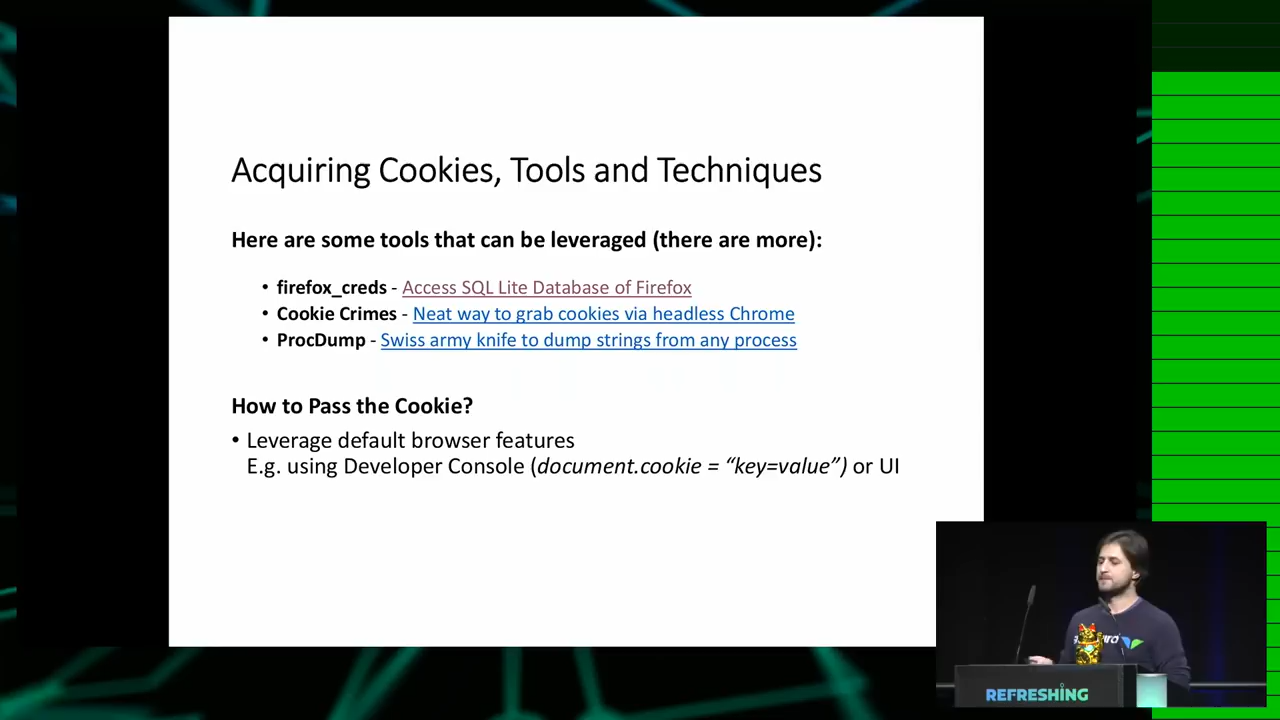 Acquiring Cookies, Tools and Techniques
Here are some tools that can be leveraged (there are more):
• firefox_creds - Access SQL Lite Database of Firefox
• Cookie Crimes - Neat way to grab cookies via headless Chrome
• ProcDump - Swiss army knife to dump strings from any process
How to Pass the Cookie?
• Leverage default browser features
E.g. using Developer Console (document.cookie = “key=value”) or UI
REFRESHING